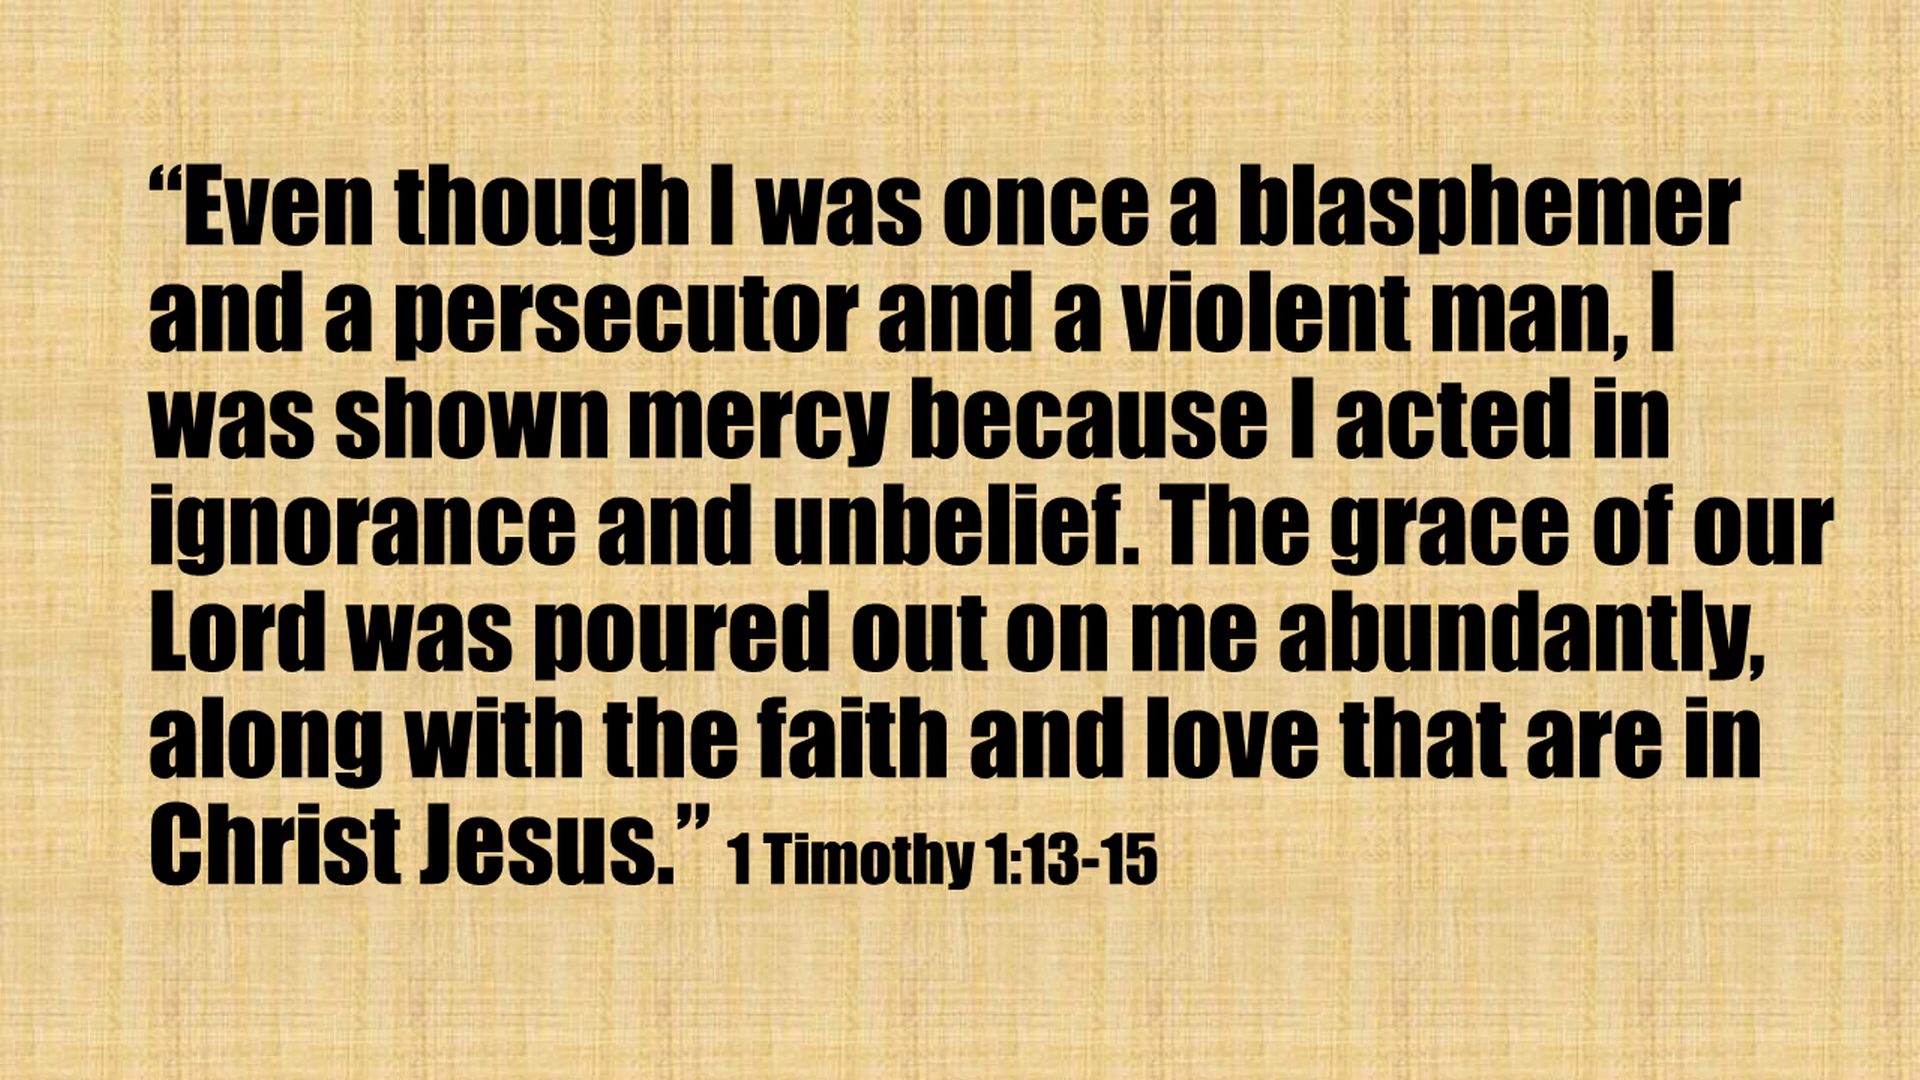 “Even though I was once a blasphemer
and a persecutor and a violent man, I
was shown mercy because I acted in
ignorance and unbelief. The grace of our
Lord was poured out on me abundantly,
along with the faith and love that are in
Christ Jesus.” 1 Timothy 1:13-15